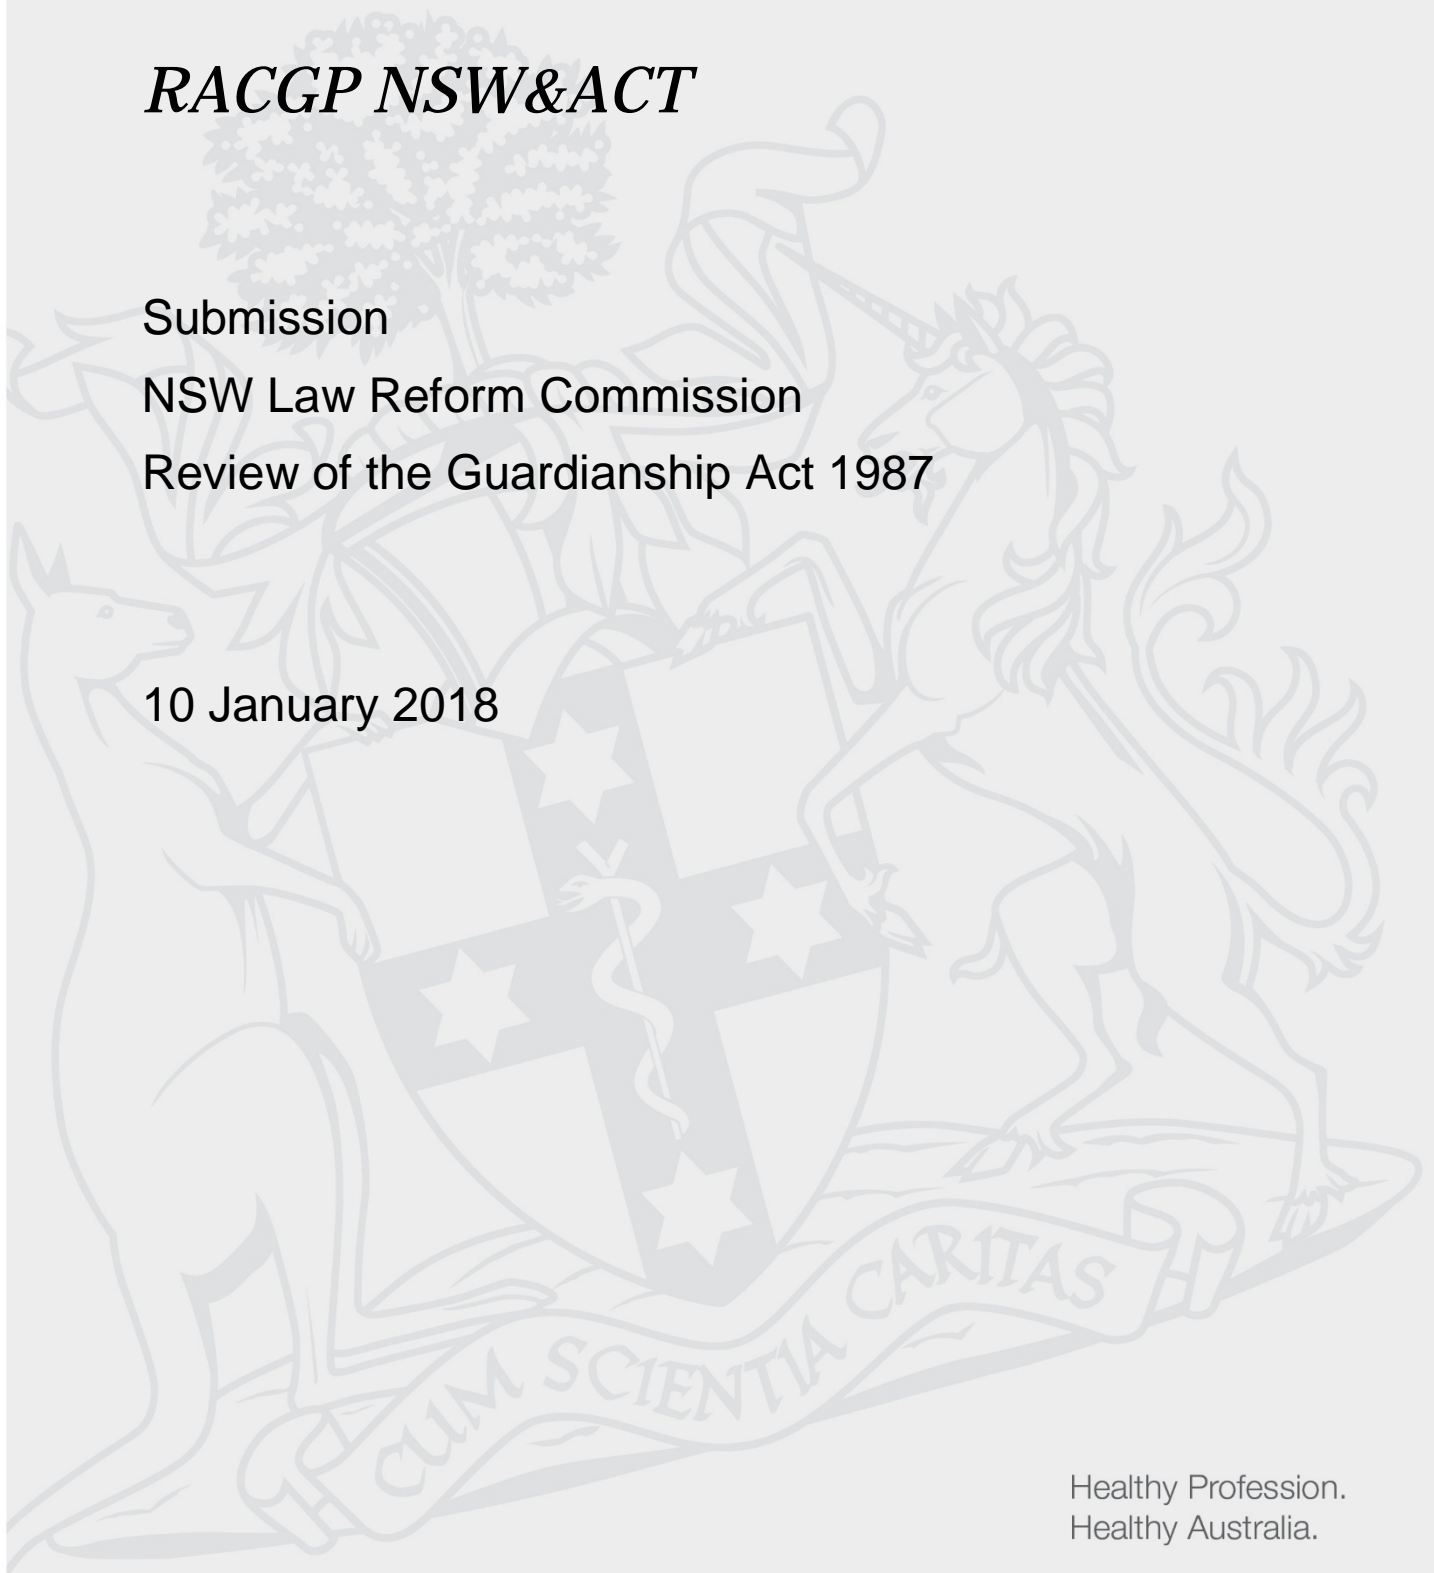 RACGP NSW&ACT
Submission
NSW Law Reform Commission
Review of the Guardianship Act 1987
10 January 2018
CUM SCIENTIA CARITAS
Healthy Profession.
Healthy Australia.